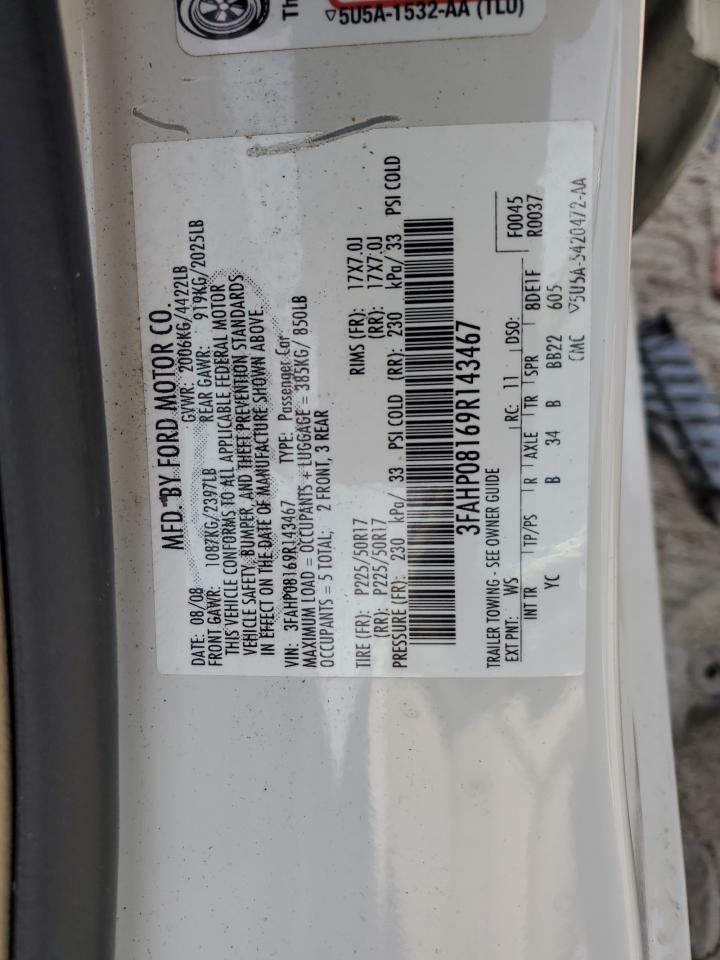 Th
▽5U5A-1532-AA (TLU)
MFD. BY FORD MOTOR CO.
DATE: 08/08 GVWR: 2006KG/4422LB
FRONT GAWR: 1087KG/2397LB REAR GAWR: 919KG/2025LB
THIS VEHICLE CONFORMS TO ALL APPLICABLE FEDERAL MOTOR
VEHICLE SAFETY, BUMPER, AND THEFT PREVENTION STANDARDS
IN EFFECT ON THE DATE OF MANUFACTURE SHOWN ABOVE.
VIN: 3FAHP08169R143467 TYPE: Passenger Car
MAXIMUM LOAD = OCCUPANTS + LUGGAGE = 385KG/ 850LB
OCCUPANTS = 5 TOTAL; 2 FRONT, 3 REAR
TIRE (FR): P225/50R17 RIMS (FR): 17X7.0J
(RR): P225/50R17 (RR): 17X7.0J
PRESSURE (FR): 230 kPa/ 33 PSI COLD (RR): 230 kPa/ 33 PSI COLD
3FAHP08169R143467
TRAILER TOWING - SEE OWNER GUIDE F0045
EXT PNT: WS RC: 11 DSO: R0037
INT TR TP/PS R AXLE TR SPR 8DE1F
YC B 34 B BB22 605
CMC ▽5U5A-5420472-AA